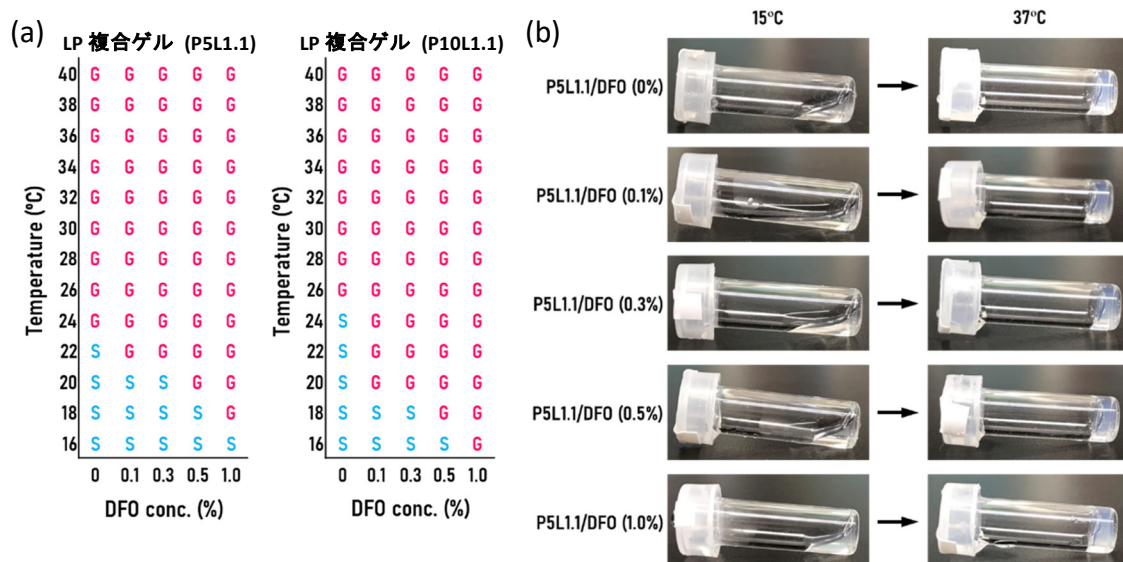 (a)
LP 複合ゲル (P5L1.1)
Temperature (ºC)
40 G G G G G
38 G G G G G
36 G G G G G
34 G G G G G
32 G G G G G
30 G G G G G
28 G G G G G
26 G G G G G
24 G G G G G
22 S G G G G
20 S S S G G
18 S S S S G
16 S S S S S
0 0.1 0.3 0.5 1.0
DFO conc. (%)
LP 複合ゲル (P10L1.1)
Temperature (ºC)
40 G G G G G
38 G G G G G
36 G G G G G
34 G G G G G
32 G G G G G
30 G G G G G
28 G G G G G
26 G G G G G
24 S G G G G
22 S G G G G
20 S G G G G
18 S S S G G
16 S S S S G
0 0.1 0.3 0.5 1.0
DFO conc. (%)
(b)
15ºC 37ºC
P5L1.1/DFO (0%)
P5L1.1/DFO (0.1%)
P5L1.1/DFO (0.3%)
P5L1.1/DFO (0.5%)
P5L1.1/DFO (1.0%)